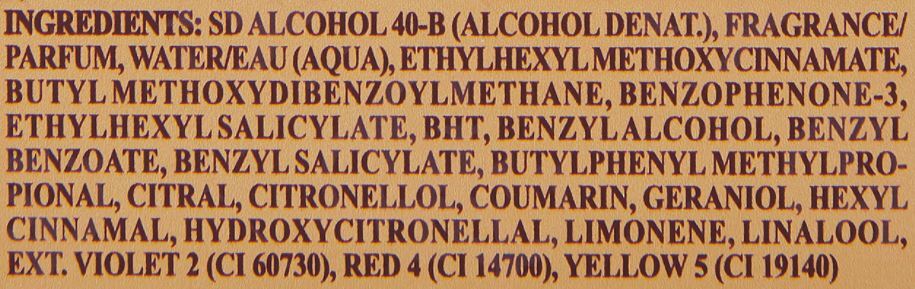 INGREDIENTS: SD ALCOHOL 40-B (ALCOHOL DENAT.), FRAGRANCE/
PARFUM, WATER/EAU (AQUA), ETHYLHEXYL METHOXYCINNAMATE,
BUTYL METHOXYDIBENZOYLMETHANE, BENZOPHENONE-3,
ETHYLHEXYL SALICYLATE, BHT, BENZYL ALCOHOL, BENZYL
BENZOATE, BENZYL SALICYLATE, BUTYLPHENYL METHYLPRO-
PIONAL, CITRAL, CITRONELLOL, COUMARIN, GERANIOL, HEXYL
CINNAMAL, HYDROXYCITRONELLAL, LIMONENE, LINALOOL,
EXT. VIOLET 2 (CI 60730), RED 4 (CI 14700), YELLOW 5 (CI 19140)